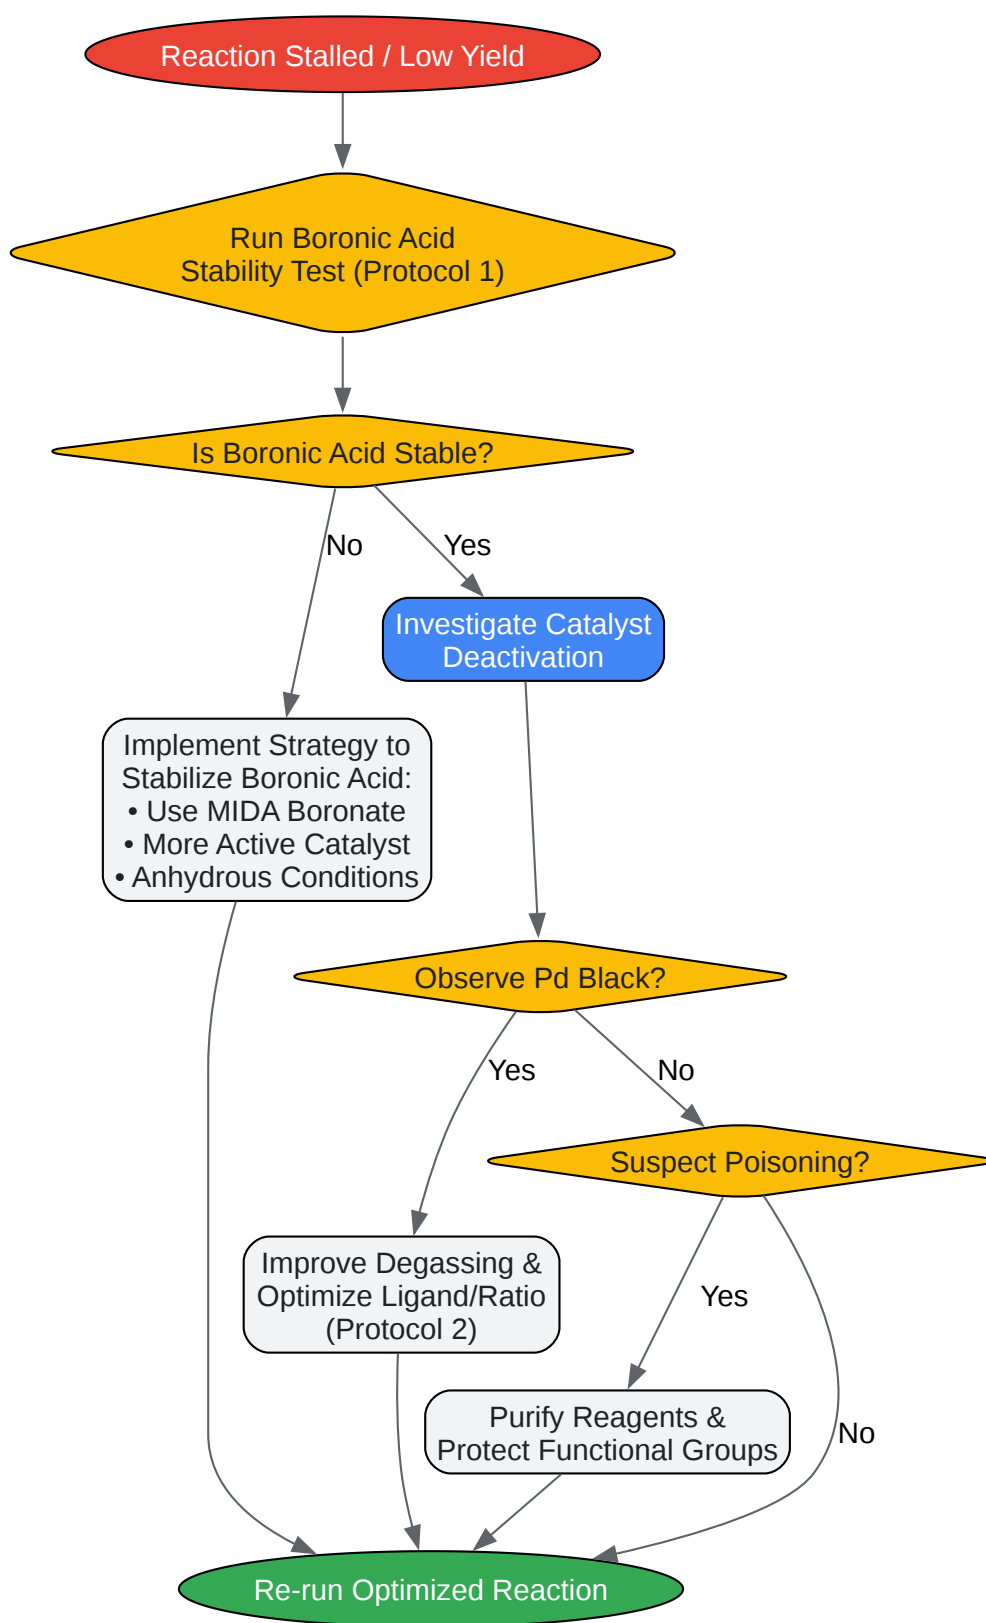 Reaction Stalled / Low Yield
Run Boronic Acid
Stability Test (Protocol 1)
Is Boronic Acid Stable?
No
Yes
Investigate Catalyst
Deactivation
Implement Strategy to
Stabilize Boronic Acid:
• Use MIDA Boronate
• More Active Catalyst
• Anhydrous Conditions
Observe Pd Black?
Yes
No
Suspect Poisoning?
Improve Degassing &
Optimize Ligand/Ratio
(Protocol 2)
Yes
Purify Reagents &
Protect Functional Groups
No
Re-run Optimized Reaction